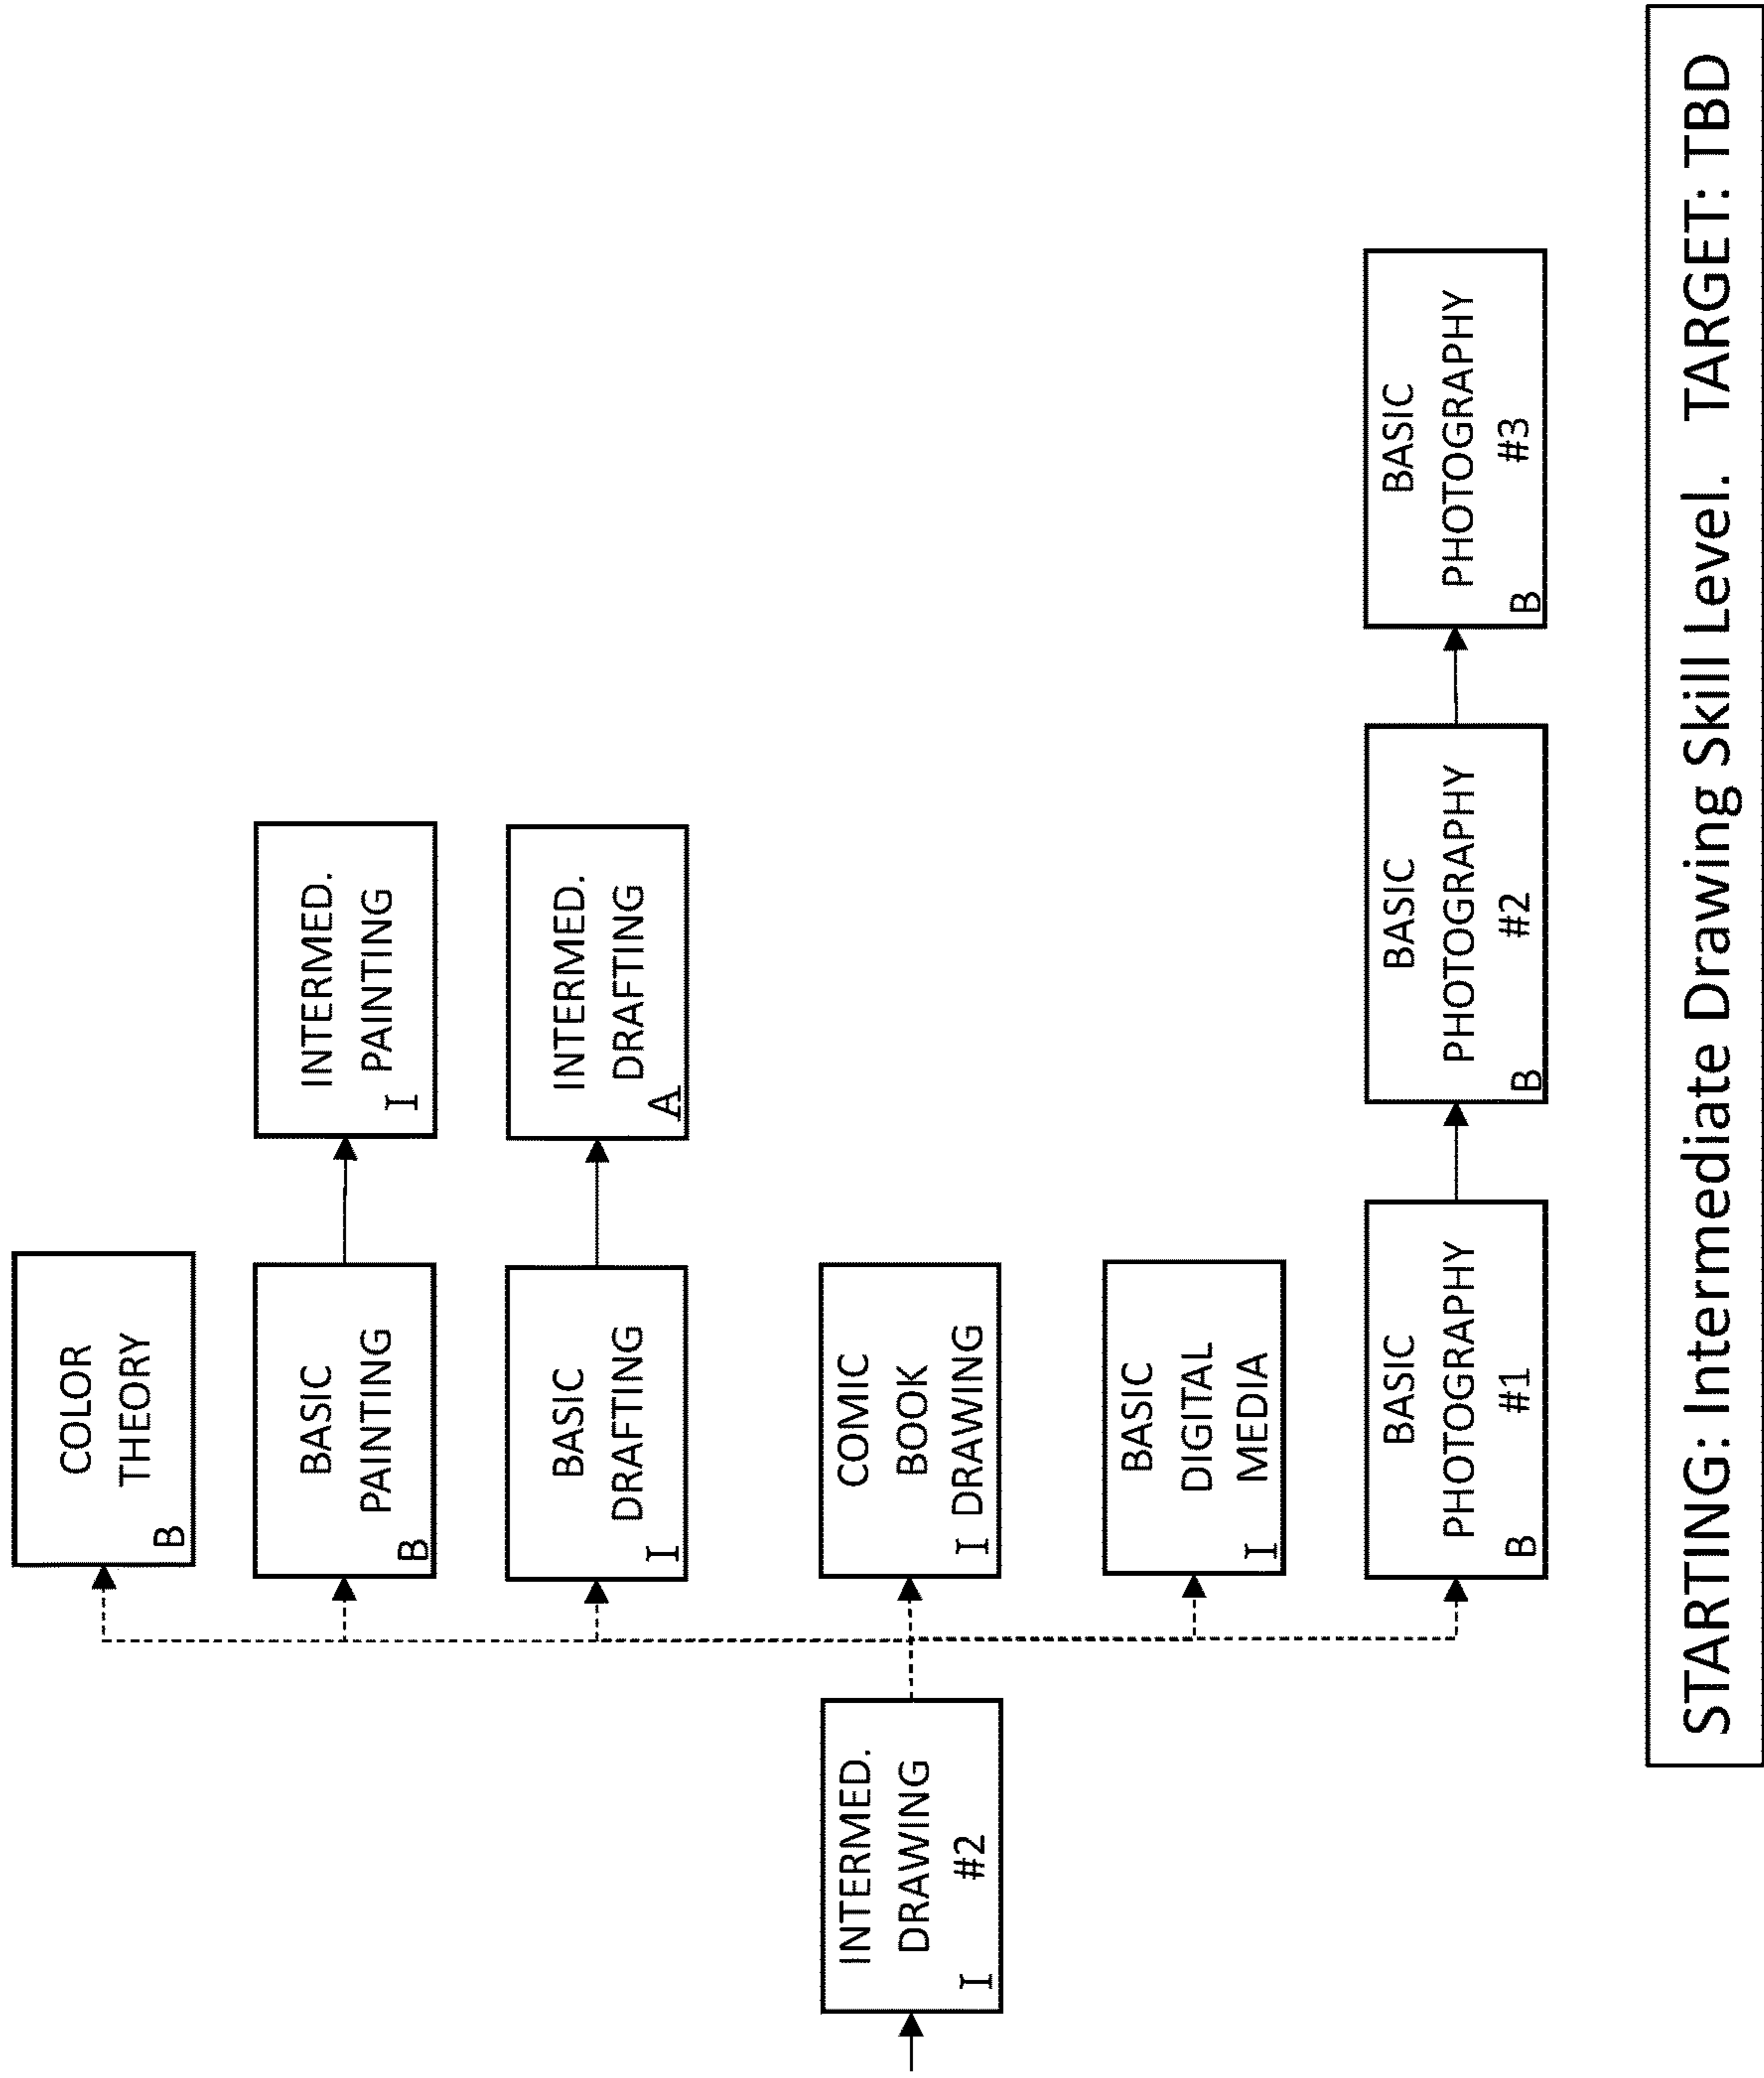 COLOR
THEORY
B
BASIC
PAINTING
B
INTERMED.
PAINTING
I
BASIC
DRAFTING
I
INTERMED.
DRAFTING
A
INTERMED.
DRAWING
#2
I
COMIC
BOOK
I DRAWING
BASIC
DIGITAL
MEDIA
I
BASIC
PHOTOGRAPHY
#1
B
BASIC
PHOTOGRAPHY
#2
B
BASIC
PHOTOGRAPHY
#3
B
STARTING: Intermediate Drawing Skill Level. TARGET: TBD